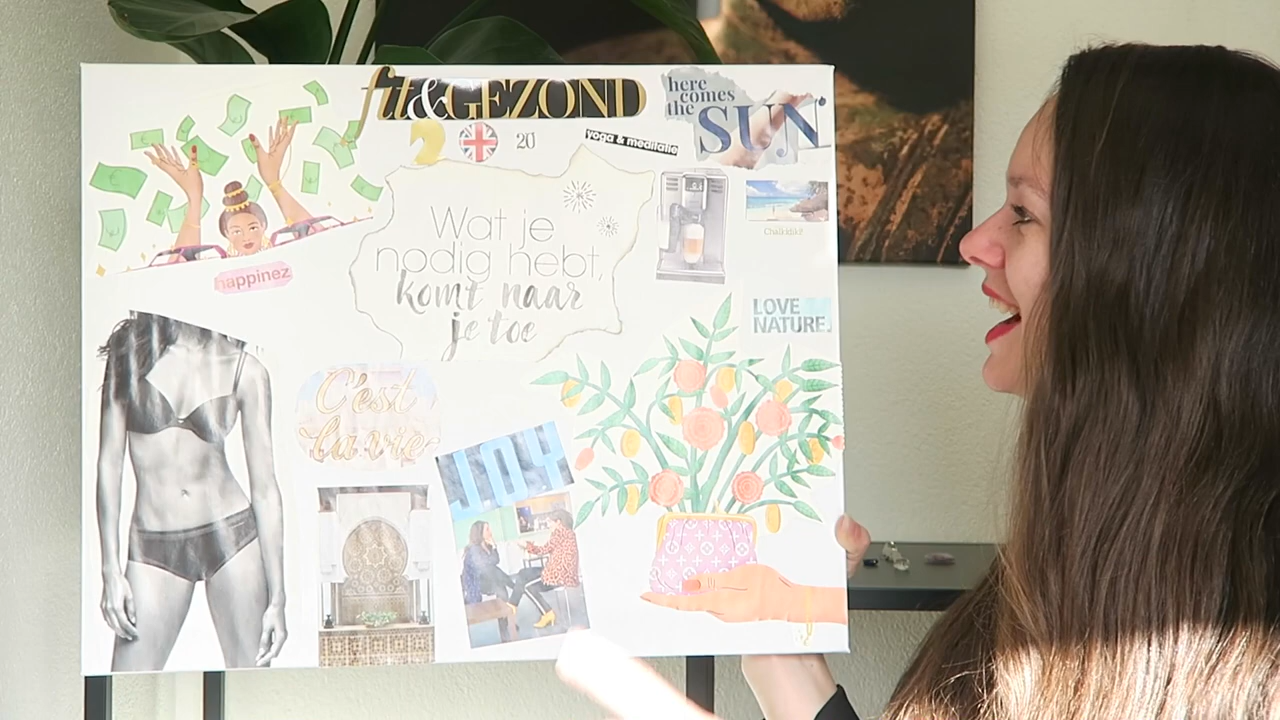 fit&GEZOND
here
comes
the
SUN
2
20
yoga & meditatie
Wat je
nodig hebt,
komt naar
je toe
happinez
Chalkidiki
LOVE
NATURE.
C'est
la vie
JOY